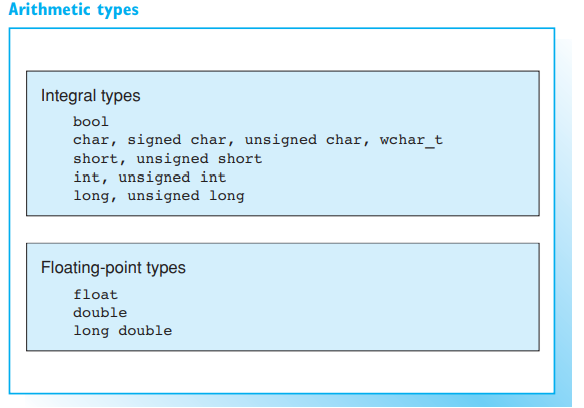 Arithmetic types
Integral types
bool
char, signed char, unsigned char, wchar_t
short, unsigned short
int, unsigned int
long, unsigned long
Floating-point types
float
double
long double